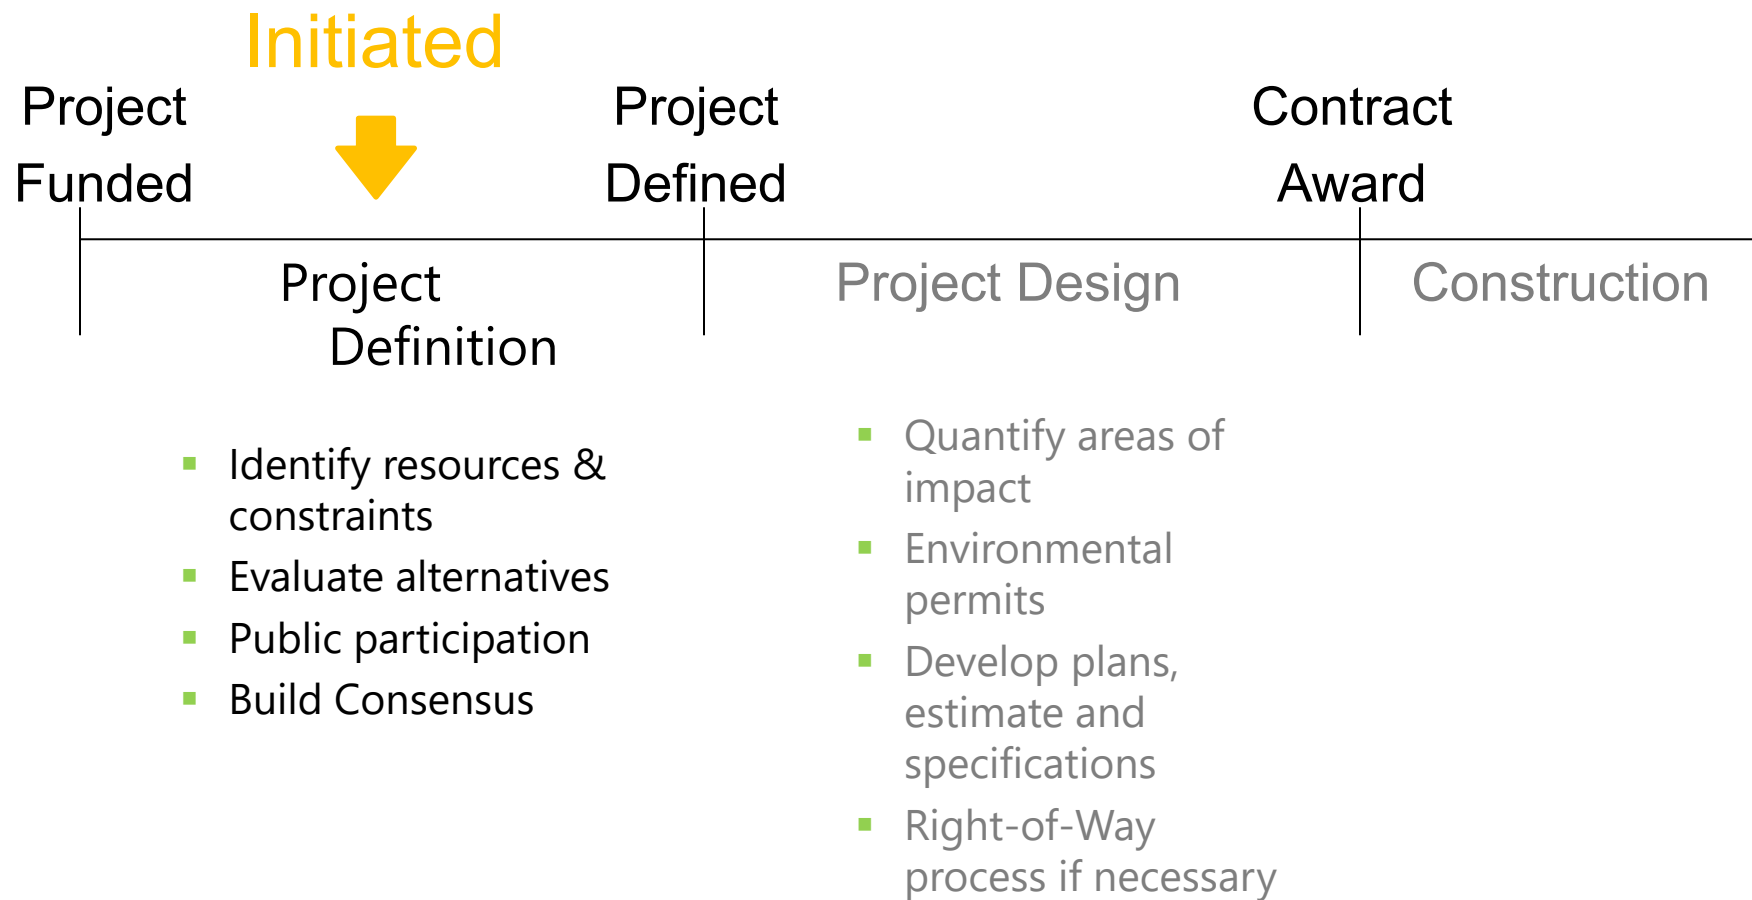 Initiated
Project
Funded
Project
Defined
Contract
Award
Project
Definition
Project Design
Construction
▪ Identify resources &
constraints
▪ Evaluate alternatives
▪ Public participation
▪ Build Consensus
▪ Quantify areas of
impact
▪ Environmental
permits
▪ Develop plans,
estimate and
specifications
▪ Right-of-Way
process if necessary